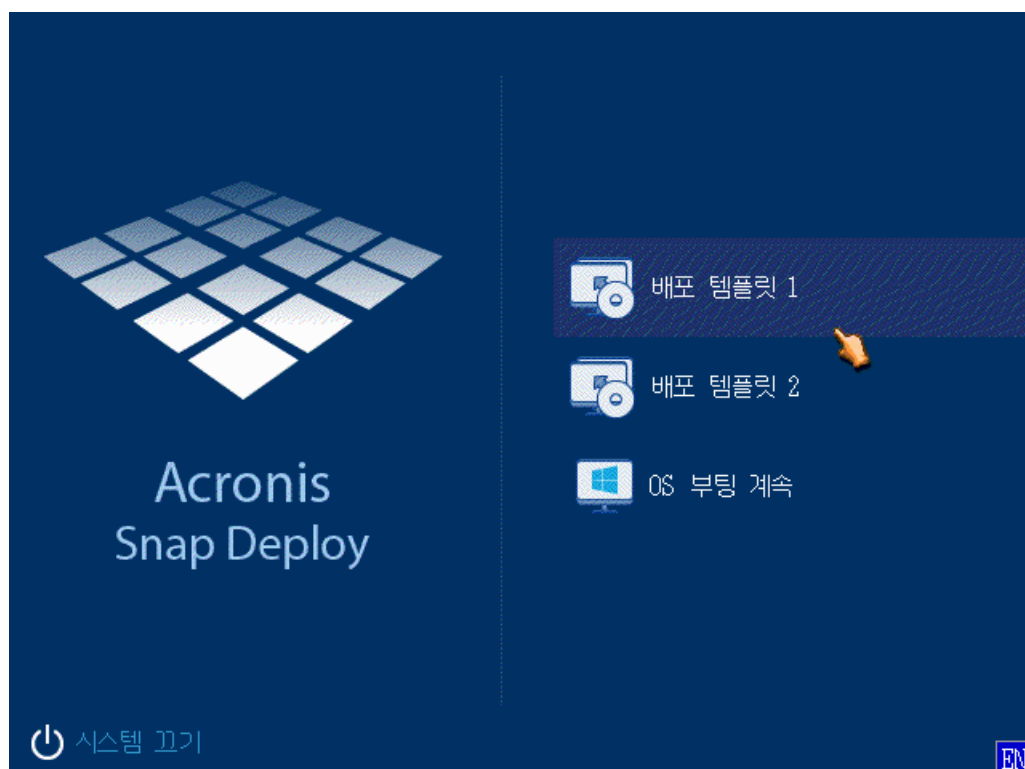 Acronis
Snap Deploy
배포 템플릿 1
배포 템플릿 2
OS 부팅 계속
시스템 끄기
EN